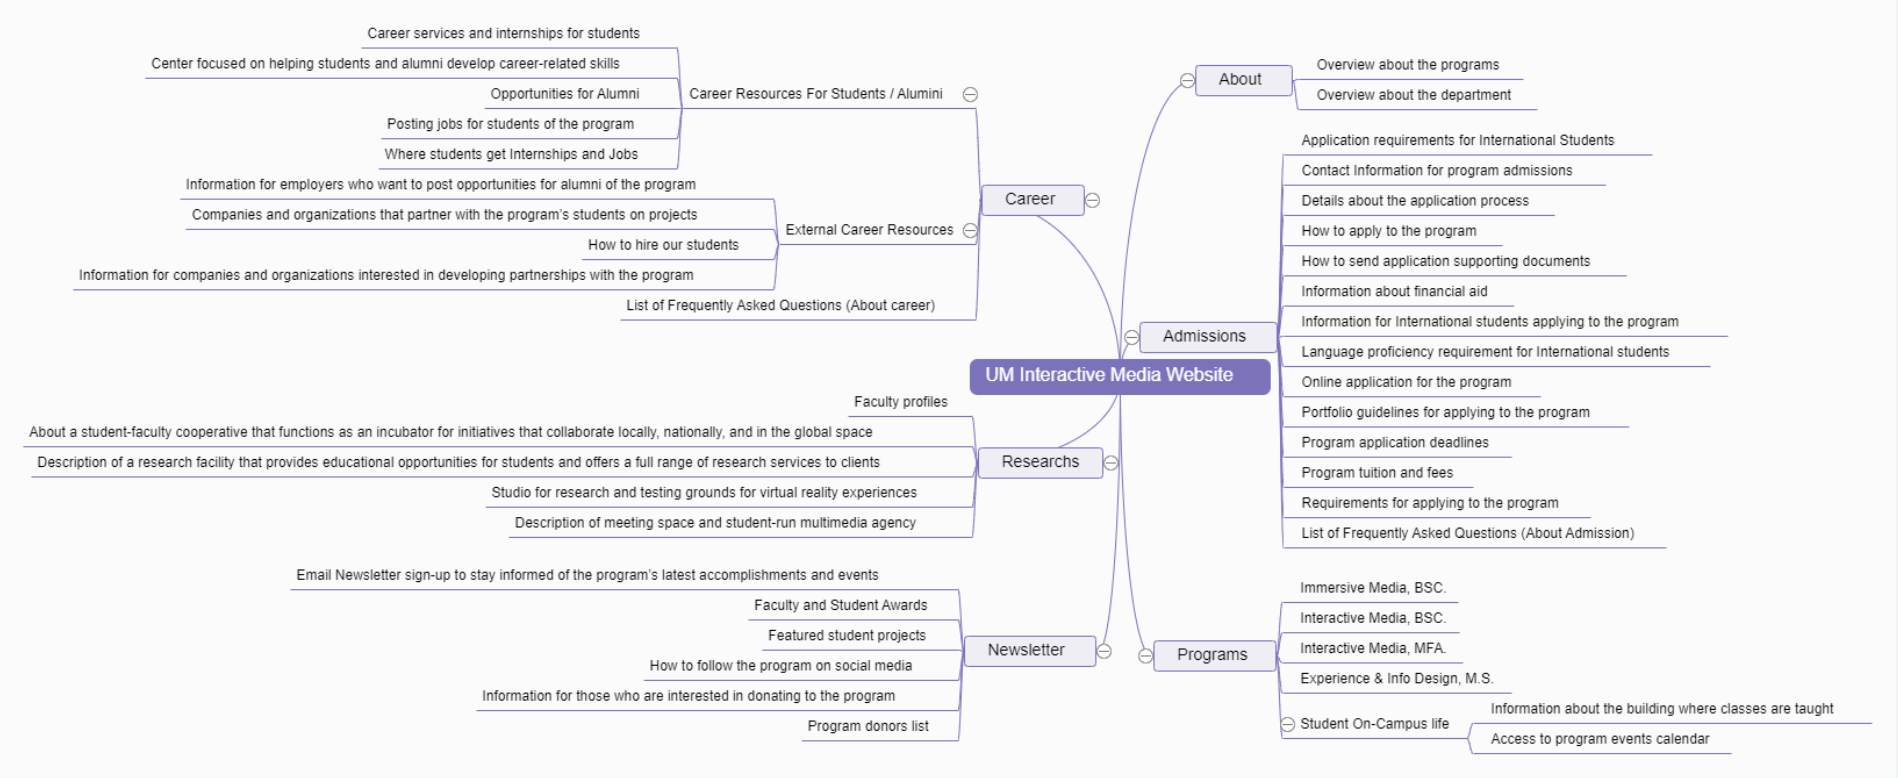 UM Interactive Media Website
About
Overview about the programs
Overview about the department
Admissions
Application requirements for International Students
Contact Information for program admissions
Details about the application process
How to apply to the program
How to send application supporting documents
Information about financial aid
Information for International students applying to the program
Language proficiency requirement for International students
Online application for the program
Portfolio guidelines for applying to the program
Program application deadlines
Program tuition and fees
Requirements for applying to the program
List of Frequently Asked Questions (About Admission)
Programs
Immersive Media, BSC.
Interactive Media, BSC.
Interactive Media, MFA.
Experience & Info Design, M.S.
Student On-Campus life
Information about the building where classes are taught
Access to program events calendar
Career
Career Resources For Students / Alumini
Career services and internships for students
Center focused on helping students and alumni develop career-related skills
Opportunities for Alumni
Posting jobs for students of the program
Where students get Internships and Jobs
External Career Resources
Information for employers who want to post opportunities for alumni of the program
Companies and organizations that partner with the program's students on projects
How to hire our students
Information for companies and organizations interested in developing partnerships with the program
List of Frequently Asked Questions (About career)
Researchs
Faculty profiles
About a student-faculty cooperative that functions as an incubator for initiatives that collaborate locally, nationally, and in the global space
Description of a research facility that provides educational opportunities for students and offers a full range of research services to clients
Studio for research and testing grounds for virtual reality experiences
Description of meeting space and student-run multimedia agency
Newsletter
Email Newsletter sign-up to stay informed of the program's latest accomplishments and events
Faculty and Student Awards
Featured student projects
How to follow the program on social media
Information for those who are interested in donating to the program
Program donors list